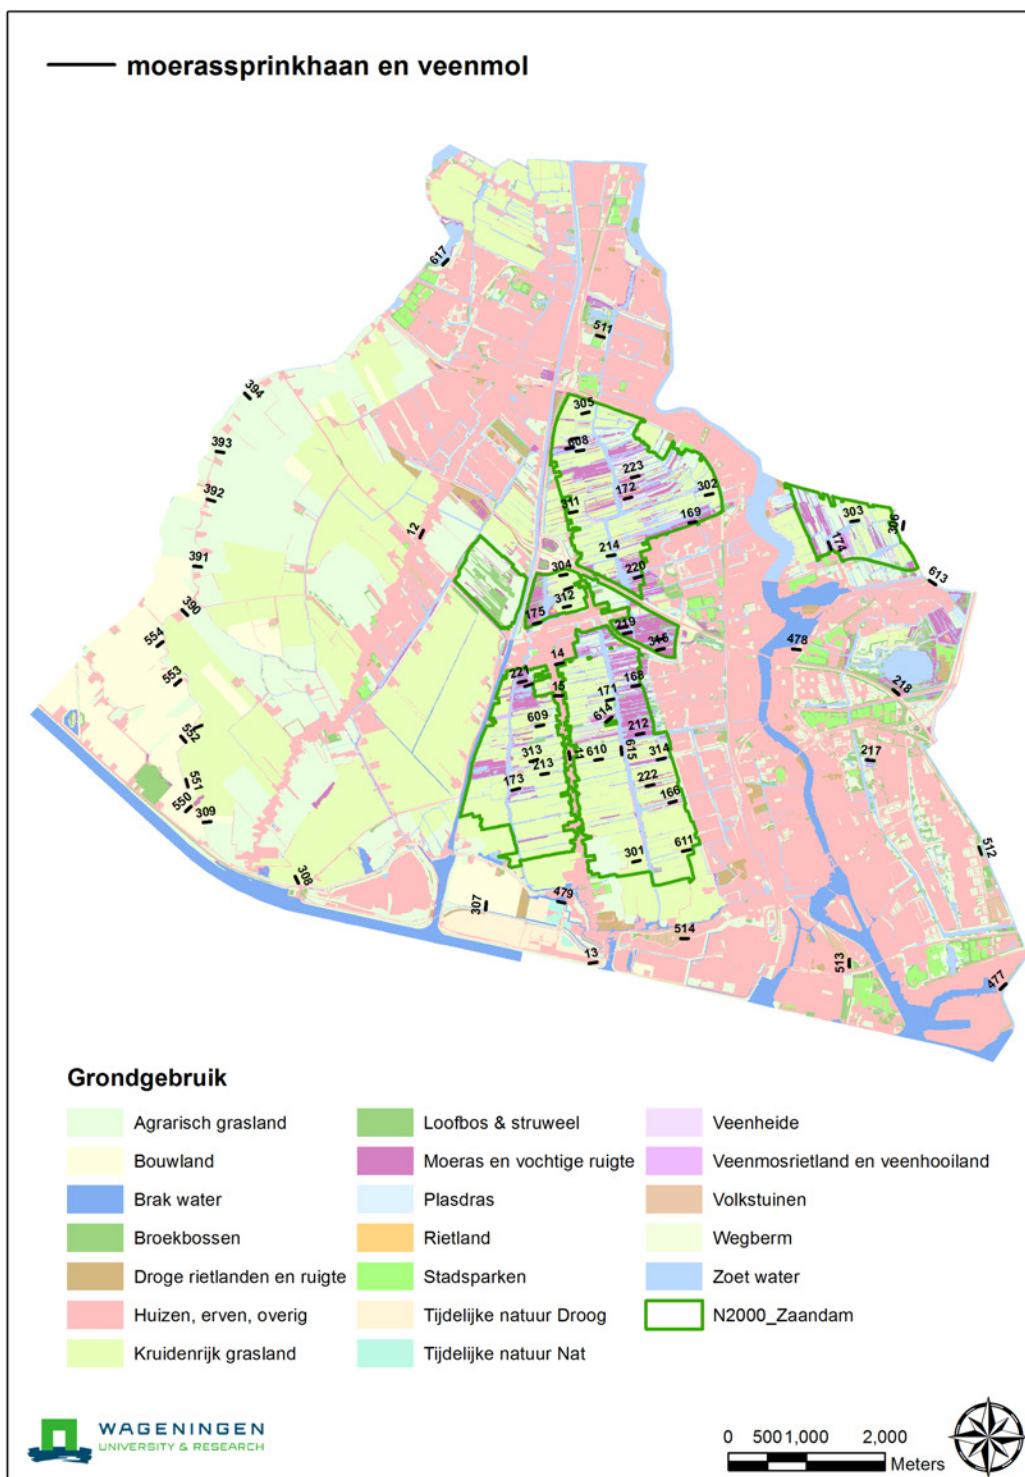 moerassprinkhaan en veenmol
617
511
394
305
393
608
223
302
392
172
311
303
306
12
169
174
214
391
304
220
613
390
312
175
219
554
315
478
14
553
221
168
218
15
171
614
552
609
212
11
610
615
217
313
314
213
551
173
222
550
166
309
512
611
301
308
479
307
514
13
513
477
Grondgebruik
Agrarisch grasland
Bouwland
Brak water
Broekbossen
Droge rietlanden en ruigte
Huizen, erven, overig
Kruidenrijk grasland
Loofbos & struweel
Moeras en vochtige ruigte
Plasdras
Rietland
Stadsparken
Tijdelijke natuur Droog
Tijdelijke natuur Nat
Veenheide
Veenmosrietland en veenhooiland
Volkstuinen
Wegberm
Zoet water
N2000_Zaandam
WAGENINGEN
UNIVERSITY & RESEARCH
0 500 1,000 2,000
Meters